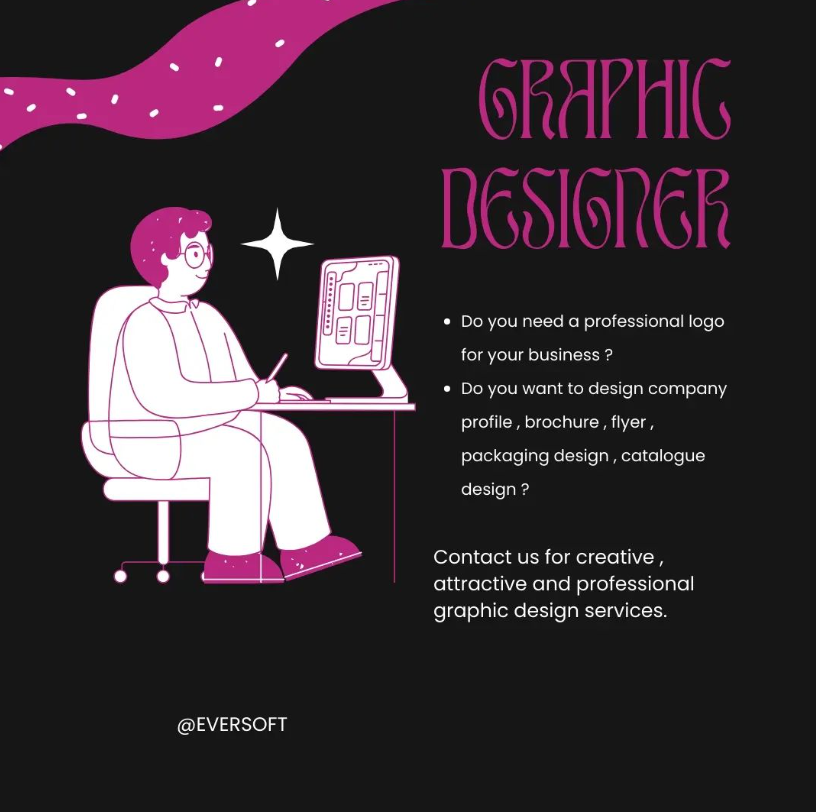 GRAPHIC
DESIGNER
• Do you need a professional logo
for your business ?
• Do you want to design company
profile , brochure , flyer ,
packaging design , catalogue
design ?
Contact us for creative ,
attractive and professional
graphic design services.
@EVERSOFT